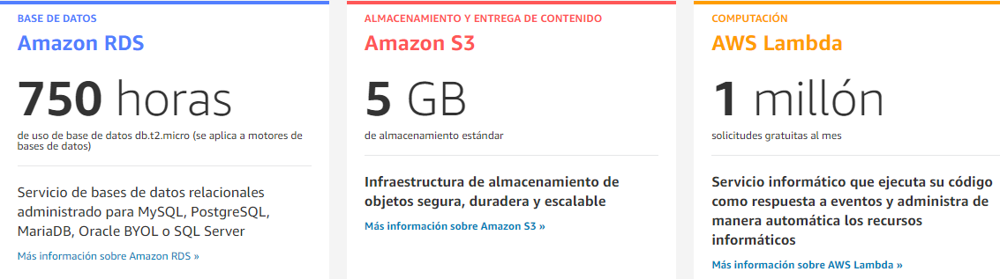 BASE DE DATOS
Amazon RDS
750 horas
de uso de base de datos db.t2.micro (se aplica a motores de
bases de datos)
Servicio de bases de datos relacionales
administrado para MySQL, PostgreSQL,
MariaDB, Oracle BYOL o SQL Server
Más información sobre Amazon RDS »
ALMACENAMIENTO Y ENTREGA DE CONTENIDO
Amazon S3
5 GB
de almacenamiento estándar
Infraestructura de almacenamiento de
objetos segura, duradera y escalable
Más información sobre Amazon S3 »
COMPUTACIÓN
AWS Lambda
1 millón
solicitudes gratuitas al mes
Servicio informático que ejecuta su código
como respuesta a eventos y administra de
manera automática los recursos
informáticos
Más información sobre AWS Lambda »